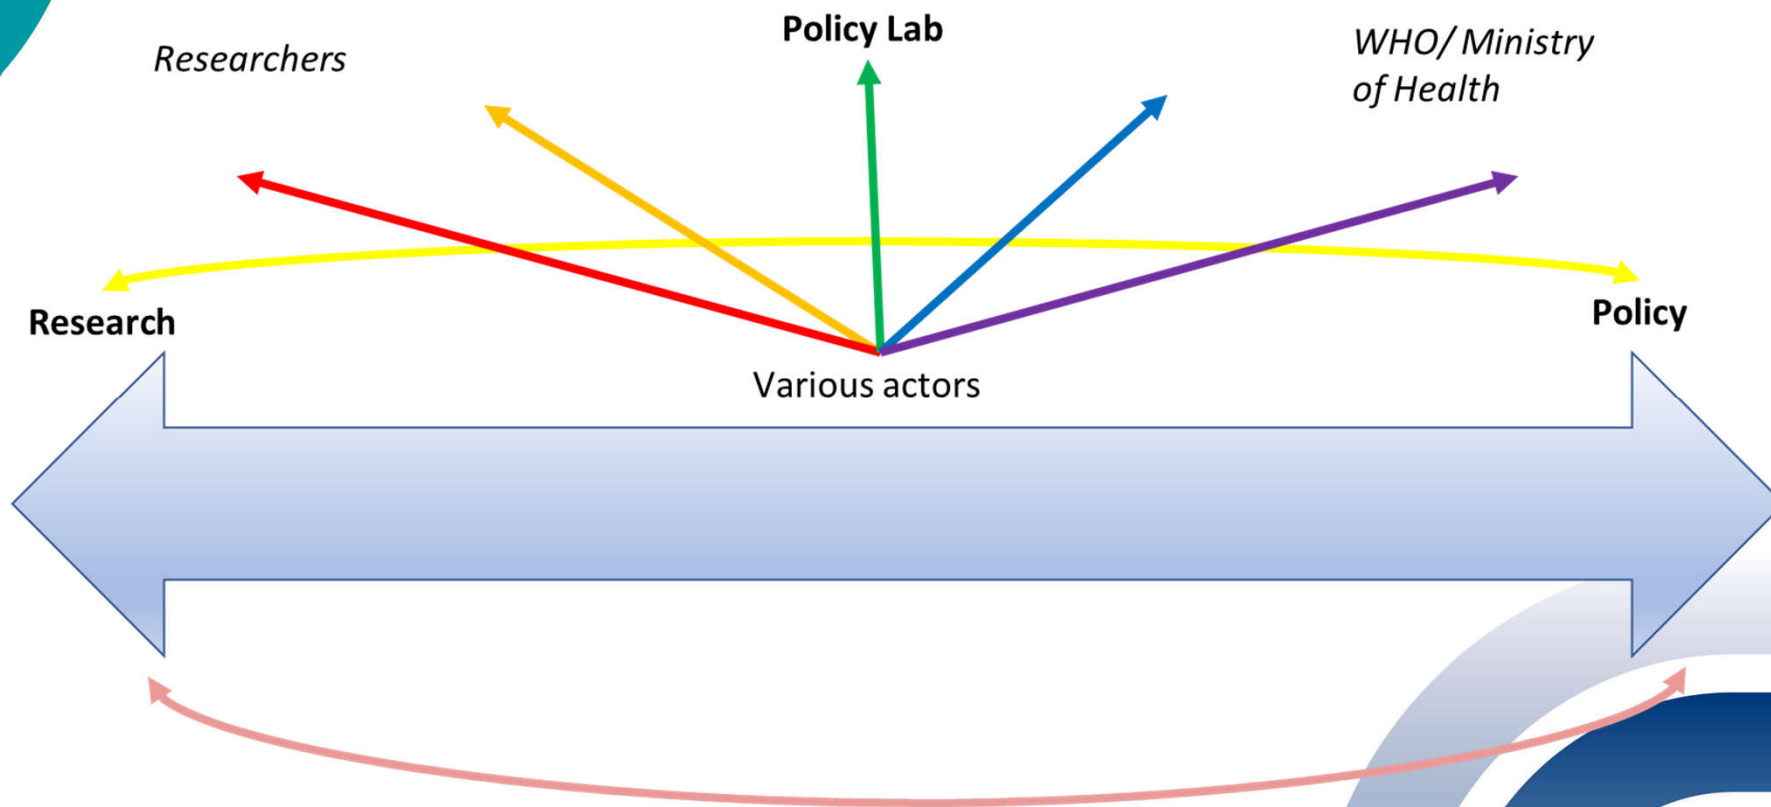 Policy Lab
Researchers
WHO/ Ministry
of Health
Research
Policy
Various actors